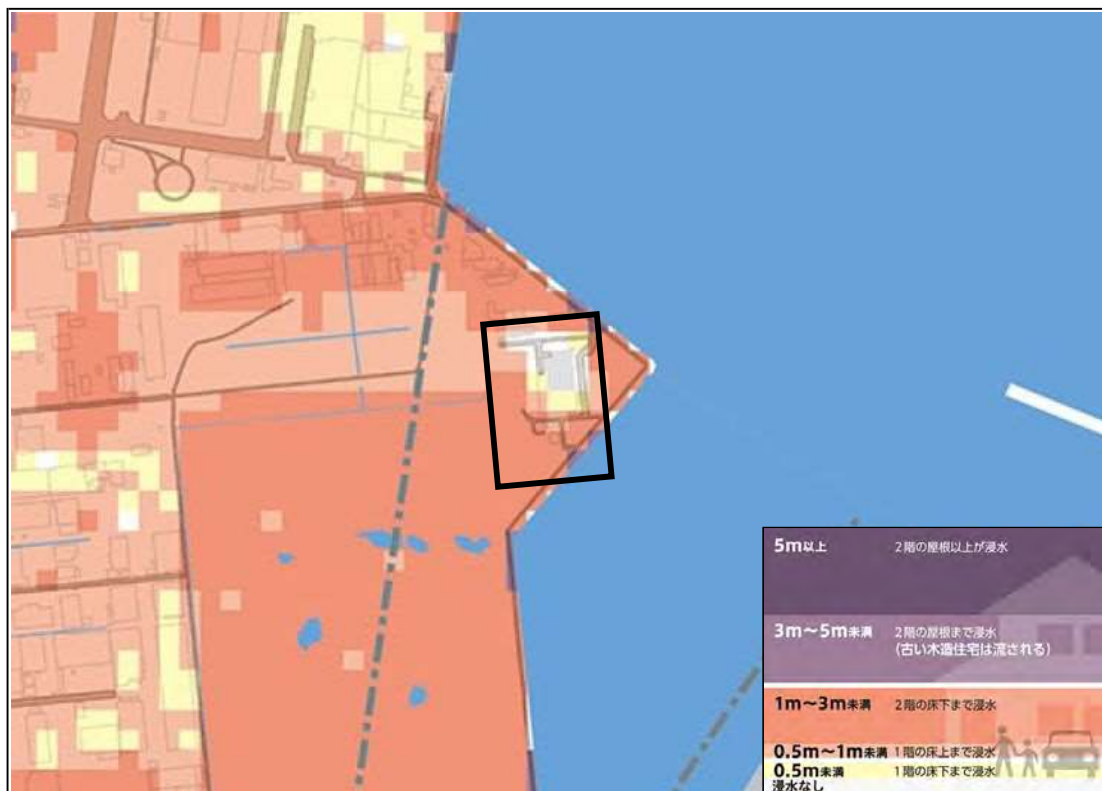 5m以上 2階の屋根以上が浸水
3m～5m未満 2階の屋根まで浸水
(古い木造住宅は流される)
1m～3m未満 2階の床下まで浸水
0.5m～1m未満 1階の床上まで浸水
0.5m未満 1階の床下まで浸水
浸水なし